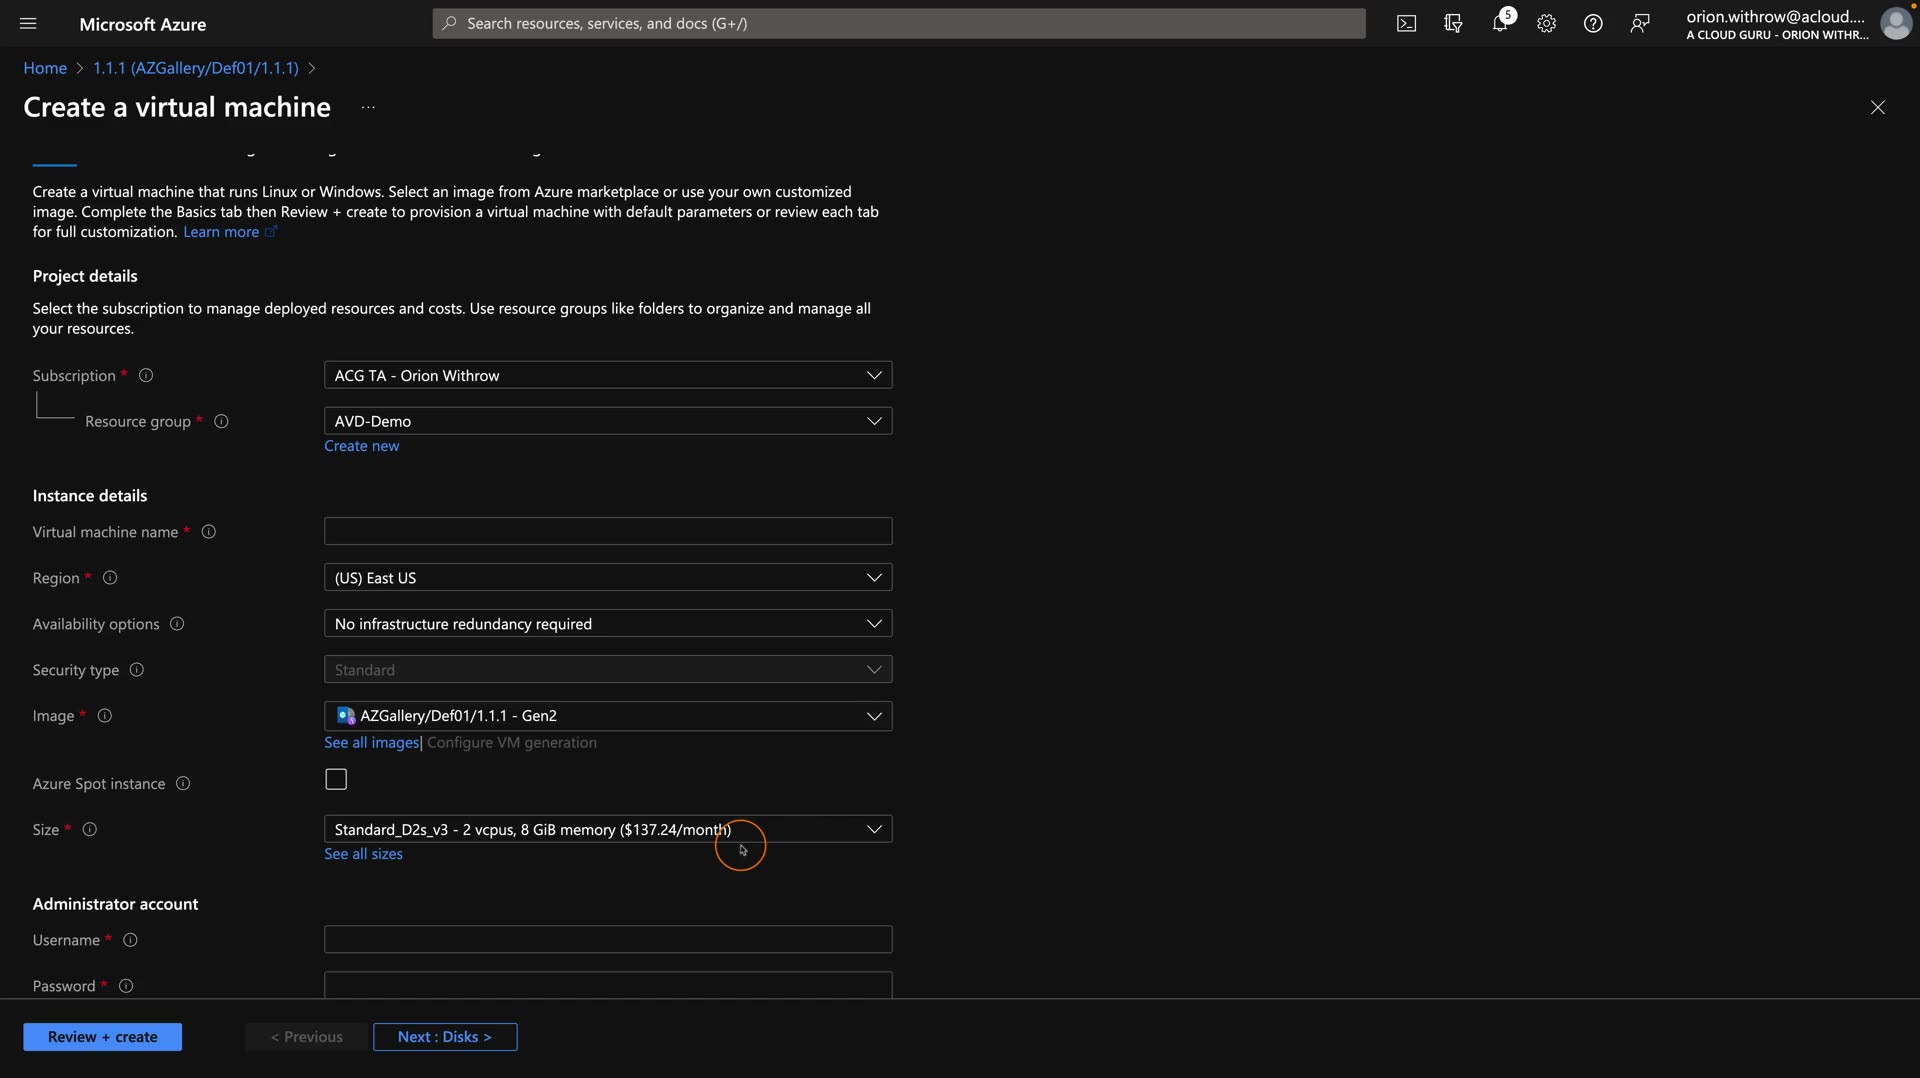 Microsoft Azure
Search resources, services, and docs (G+/)
5
orion.withrow@acloud....
A CLOUD GURU - ORION WITHR...
Home > 1.1.1 (AZGallery/Def01/1.1.1) >
Create a virtual machine ...
Create a virtual machine that runs Linux or Windows. Select an image from Azure marketplace or use your own customized
image. Complete the Basics tab then Review + create to provision a virtual machine with default parameters or review each tab
for full customization. Learn more
Project details
Select the subscription to manage deployed resources and costs. Use resource groups like folders to organize and manage all
your resources.
Subscription *
ACG TA - Orion Withrow
Resource group *
AVD-Demo
Create new
Instance details
Virtual machine name *
Region *
(US) East US
Availability options
No infrastructure redundancy required
Security type
Standard
Image *
AZGallery/Def01/1.1.1 - Gen2
See all images| Configure VM generation
Azure Spot instance
Size *
Standard_D2s_v3 - 2 vcpus, 8 GiB memory ($137.24/month)
See all sizes
Administrator account
Username *
Password *
Review + create
< Previous
Next : Disks >